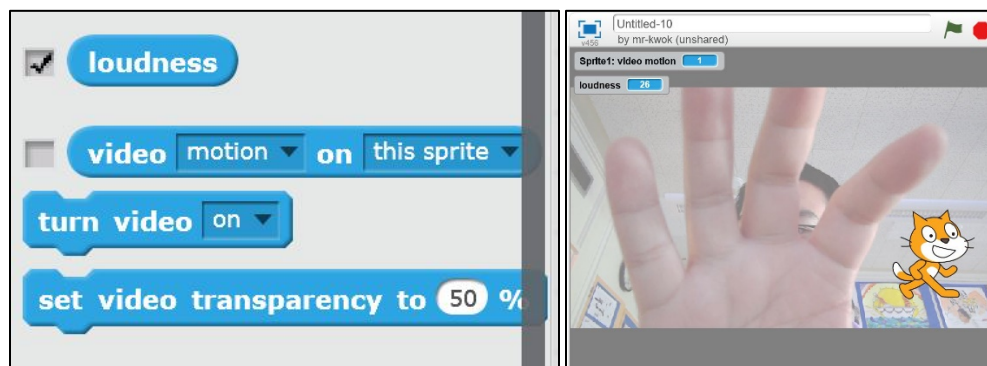 loudness
video motion on this sprite
turn video on
set video transparency to 50 %
Untitled-10
v456
by mr-kwok (unshared)
Sprite1: video motion 1
loudness 26